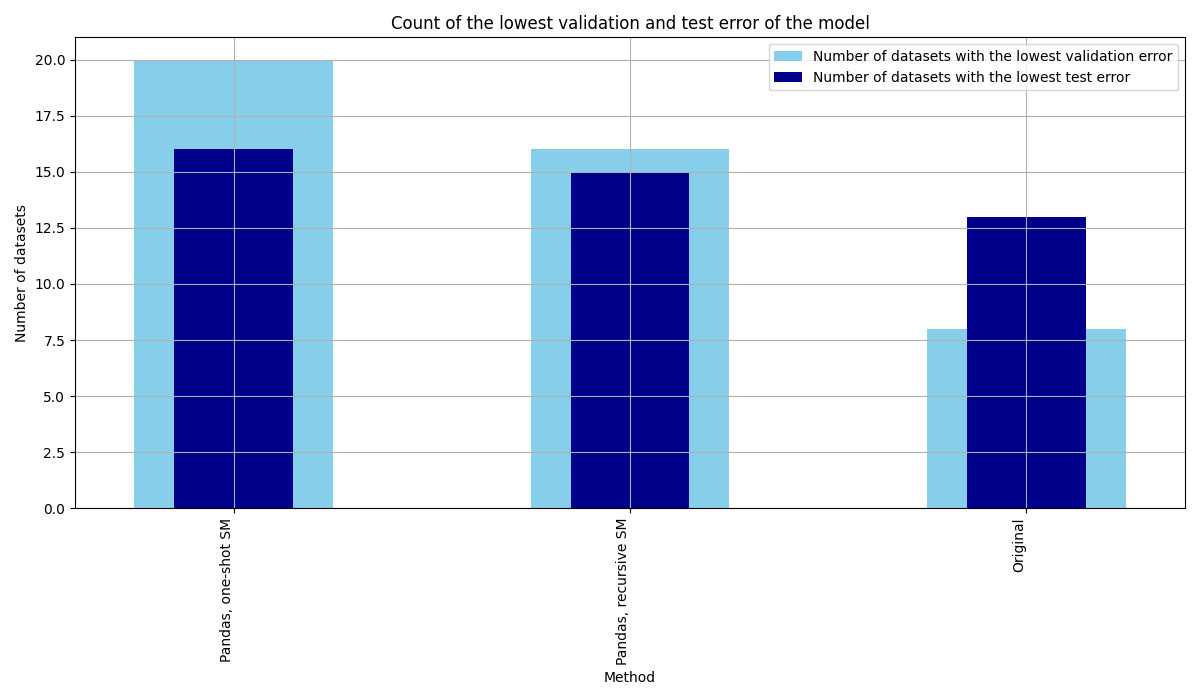 Count of the lowest validation and test error of the model
Number of datasets with the lowest validation error
Number of datasets with the lowest test error
Number of datasets
20.0
17.5
15.0
12.5
10.0
7.5
5.0
2.5
0.0
Pandas, one-shot SM
Pandas, recursive SM
Original
Method